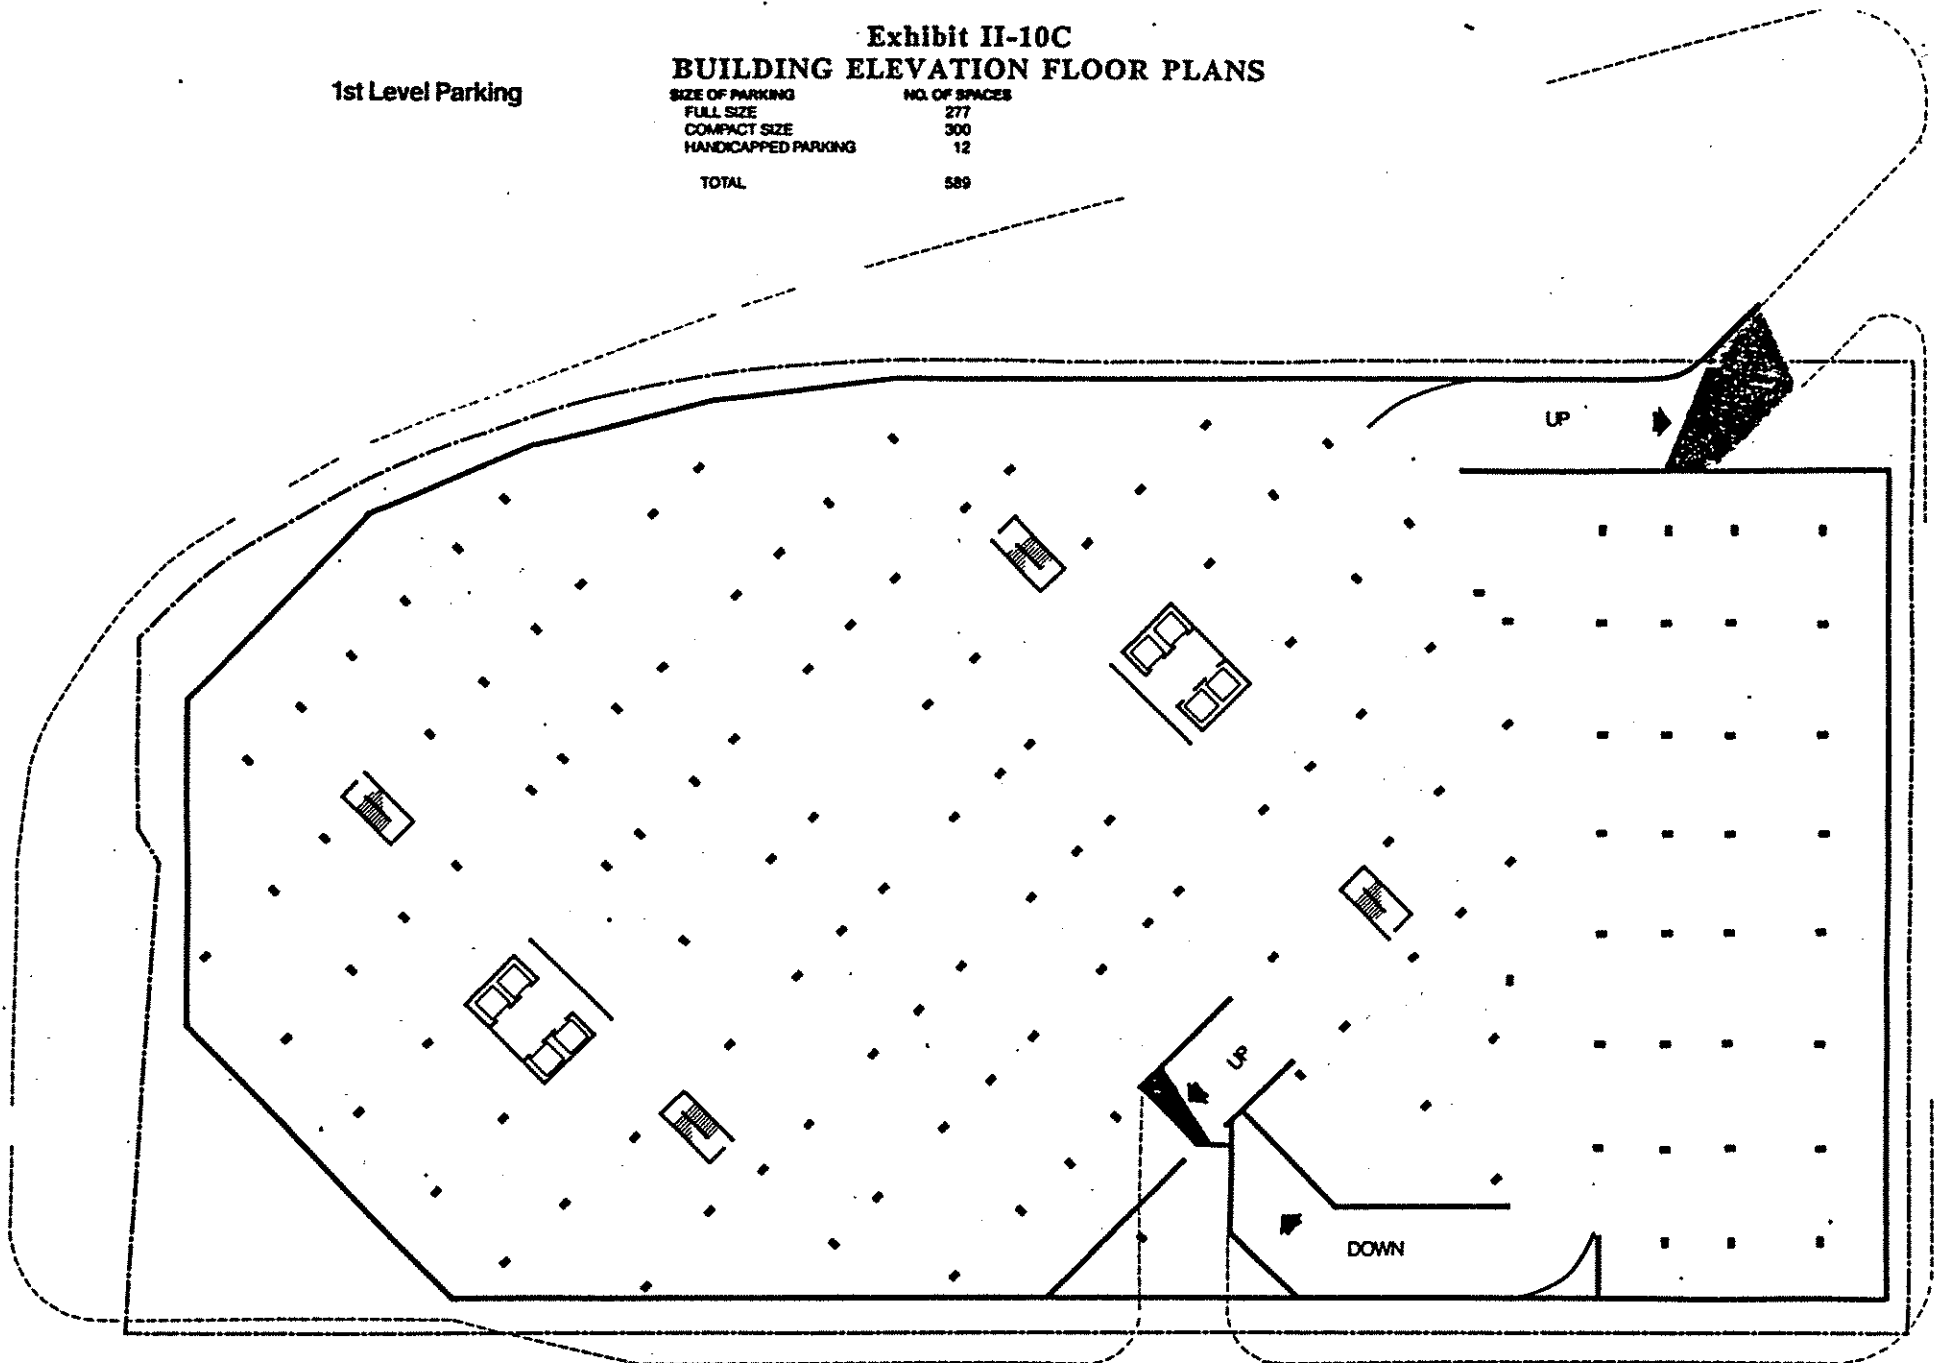 Exhibit II-10C
BUILDING ELEVATION FLOOR PLANS
1st Level Parking
SIZE OF PARKING NO. OF SPACES
FULL SIZE 277
COMPACT SIZE 300
HANDICAPPED PARKING 12
TOTAL 589
UP
UP
DOWN